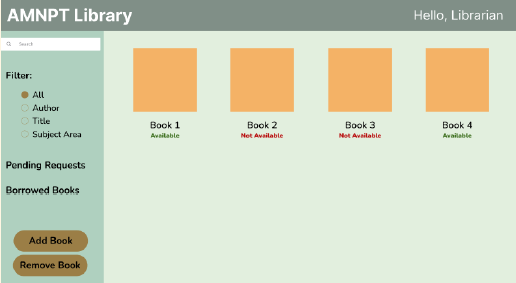 AMNPT Library
Hello, Librarian
Search
Filter:
All
Author
Title
Subject Area
Pending Requests
Borrowed Books
Add Book
Remove Book
Book 1
Available
Book 2
Not Available
Book 3
Not Available
Book 4
Available